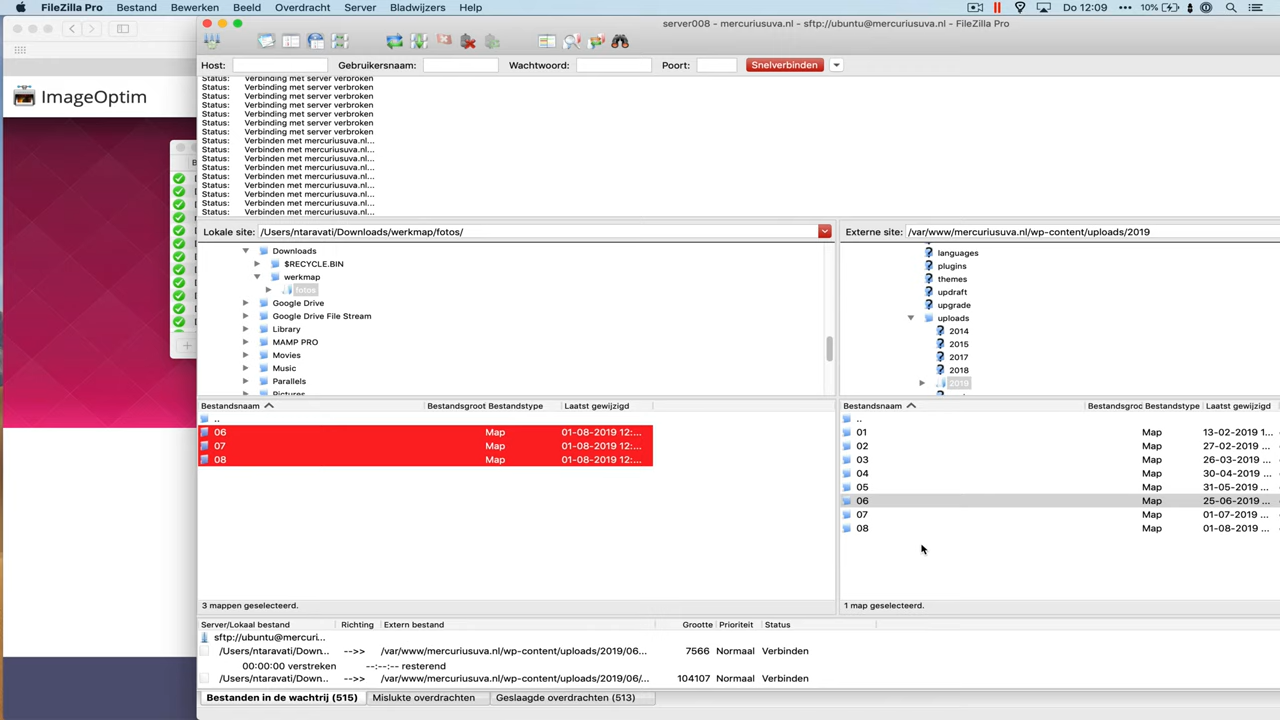 FileZilla Pro Bestand Bewerken Beeld Overdracht Server Bladwijzers Help Do 12:09 10%
server008 - mercuriusuva.nl - sftp://ubuntu@mercuriusuva.nl - FileZilla Pro
Host: Gebruikersnaam: Wachtwoord: Poort: Snelverbinden
ImageOptim
Status: Verbinding met server verbroken
Status: Verbinding met server verbroken
Status: Verbinding met server verbroken
Status: Verbinding met server verbroken
Status: Verbinding met server verbroken
Status: Verbinding met server verbroken
Status: Verbinding met server verbroken
Status: Verbinden met mercuriusuva.nl...
Status: Verbinden met mercuriusuva.nl...
Status: Verbinden met mercuriusuva.nl...
Status: Verbinden met mercuriusuva.nl...
Status: Verbinden met mercuriusuva.nl...
Status: Verbinden met mercuriusuva.nl...
Status: Verbinden met mercuriusuva.nl...
Status: Verbinden met mercuriusuva.nl...
Status: Verbinden met mercuriusuva.nl...
Lokale site: /Users/ntaravati/Downloads/werkmap/fotos/
Downloads
$RECYCLE.BIN
werkmap
fotos
Google Drive
Google Drive File Stream
Library
MAMP PRO
Movies
Music
Parallels
Pictures
Externe site: /var/www/mercuriusuva.nl/wp-content/uploads/2019
languages
plugins
themes
updraft
upgrade
uploads
2014
2015
2017
2018
2019
Bestandsnaam Bestandsgroot Bestandstype Laatst gewijzigd
..
06 Map 01-08-2019 12:...
07 Map 01-08-2019 12:...
08 Map 01-08-2019 12:...
3 mappen geselecteerd.
Bestandsnaam Bestandsgroc Bestandstype Laatst gewijzigd
..
01 Map 13-02-2019 1...
02 Map 27-02-2019 ...
03 Map 26-03-2019 ...
04 Map 30-04-2019 ...
05 Map 31-05-2019 ...
06 Map 25-06-2019 ...
07 Map 01-07-2019 ...
08 Map 01-08-2019 ...
1 map geselecteerd.
Server/Lokaal bestand Richting Extern bestand Grootte Prioriteit Status
sftp://ubuntu@mercuri...
/Users/ntaravati/Down... -->> /var/www/mercuriusuva.nl/wp-content/uploads/2019/06... 7566 Normaal Verbinden
00:00:00 verstreken --:--:-- resterend
/Users/ntaravati/Down... -->> /var/www/mercuriusuva.nl/wp-content/uploads/2019/06/... 104107 Normaal Verbinden
Bestanden in de wachtrij (515) Mislukte overdrachten Geslaagde overdrachten (513)